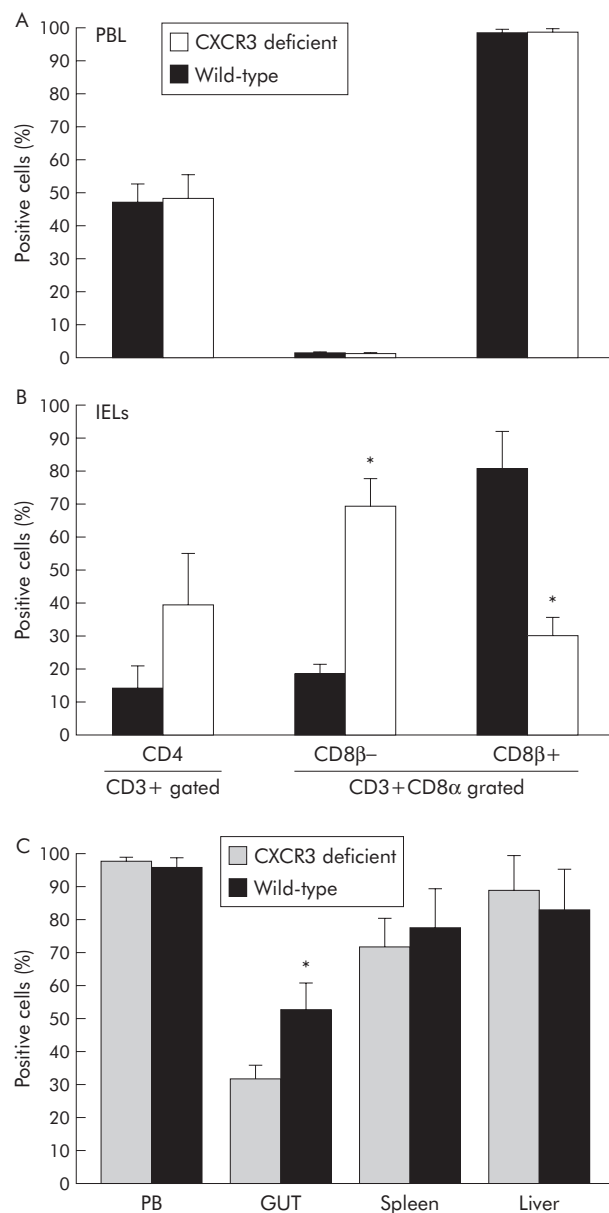 A
PBL
CXCR3 deficient
Wild-type
Positive cells (%)
100
90
80
70
60
50
40
30
20
10
0
B
IELs
Positive cells (%)
100
90
80
70
60
50
40
30
20
10
0
*
*
CD4 CD8β− CD8β+
CD3+ gated CD3+CD8α grated
C
CXCR3 deficient
Wild-type
Positive cells (%)
100
90
80
70
60
50
40
30
20
10
0
*
PB GUT Spleen Liver